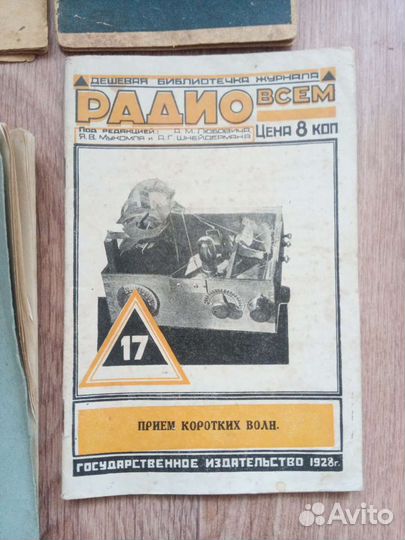 ДЕШЕВАЯ БИБЛИОТЕЧКА ЖУРНАЛА
РАДИО ВСЕМ
Под редакцией: А.М. Любовича,
Я.В. Мукомля и А.Г. Шнейдермана
Цена 8 коп
17
ПРИЕМ КОРОТКИХ ВОЛН.
ГОСУДАРСТВЕННОЕ ИЗДАТЕЛЬСТВО 1928г.
Avito